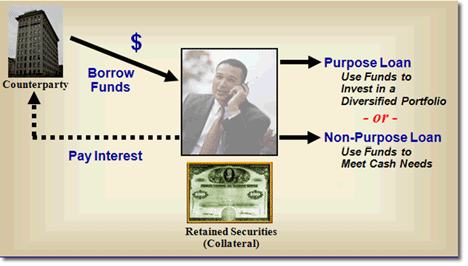 $
Borrow
Funds
Counterparty
Pay Interest
Purpose Loan
Use Funds to
Invest in a
Diversified Portfolio
- or -
Non-Purpose Loan
Use Funds to
Meet Cash Needs
Retained Securities
(Collateral)